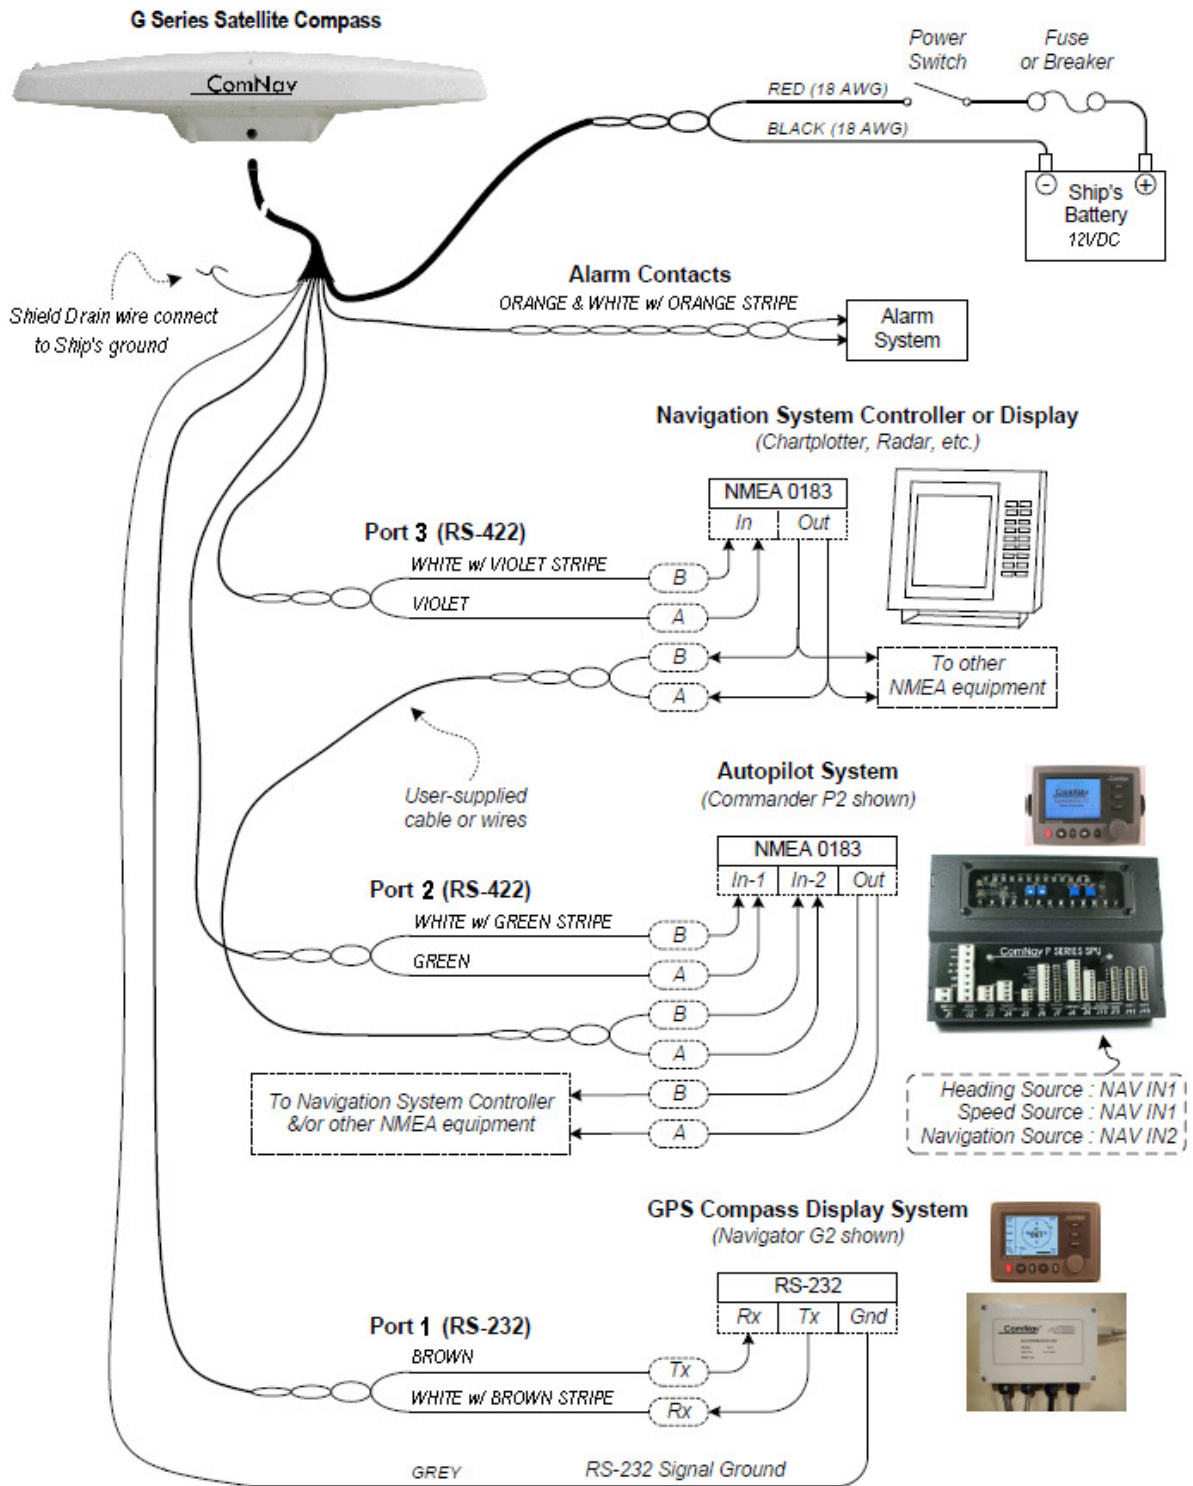 G Series Satellite Compass
ComNav
Power
Switch
Fuse
or Breaker
RED (18 AWG)
BLACK (18 AWG)
-
+
Ship's
Battery
12VDC
Shield Drain wire connect
to Ship's ground
Alarm Contacts
ORANGE & WHITE w/ ORANGE STRIPE
Alarm
System
Navigation System Controller or Display
(Chartplotter, Radar, etc.)
NMEA 0183
In
Out
Port 3 (RS-422)
WHITE w/ VIOLET STRIPE
B
VIOLET
A
B
A
To other
NMEA equipment
User-supplied
cable or wires
Autopilot System
(Commander P2 shown)
ComNav
NMEA 0183
In-1
In-2
Out
Port 2 (RS-422)
WHITE w/ GREEN STRIPE
B
GREEN
A
B
A
B
A
To Navigation System Controller
&/or other NMEA equipment
ComNav P SERIES SPU
Heading Source : NAV IN1
Speed Source : NAV IN1
Navigation Source : NAV IN2
GPS Compass Display System
(Navigator G2 shown)
RS-232
Rx
Tx
Gnd
Port 1 (RS-232)
BROWN
Tx
WHITE w/ BROWN STRIPE
Rx
ComNav
GREY
RS-232 Signal Ground